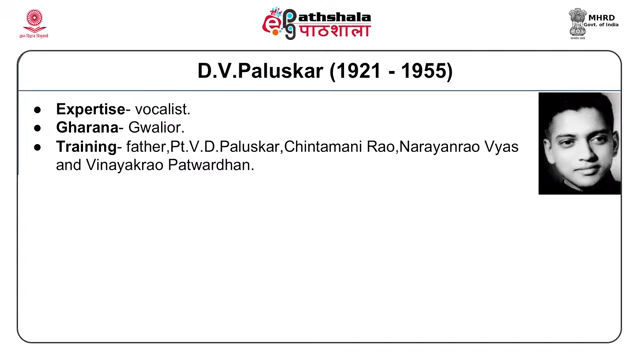 Pathshala
पाठशाला
MHRD
Govt. of India
D.V.Paluskar (1921 - 1955)
● Expertise- vocalist.
● Gharana- Gwalior.
● Training- father,Pt.V.D.Paluskar,Chintamani Rao,Narayanrao Vyas
and Vinayakrao Patwardhan.